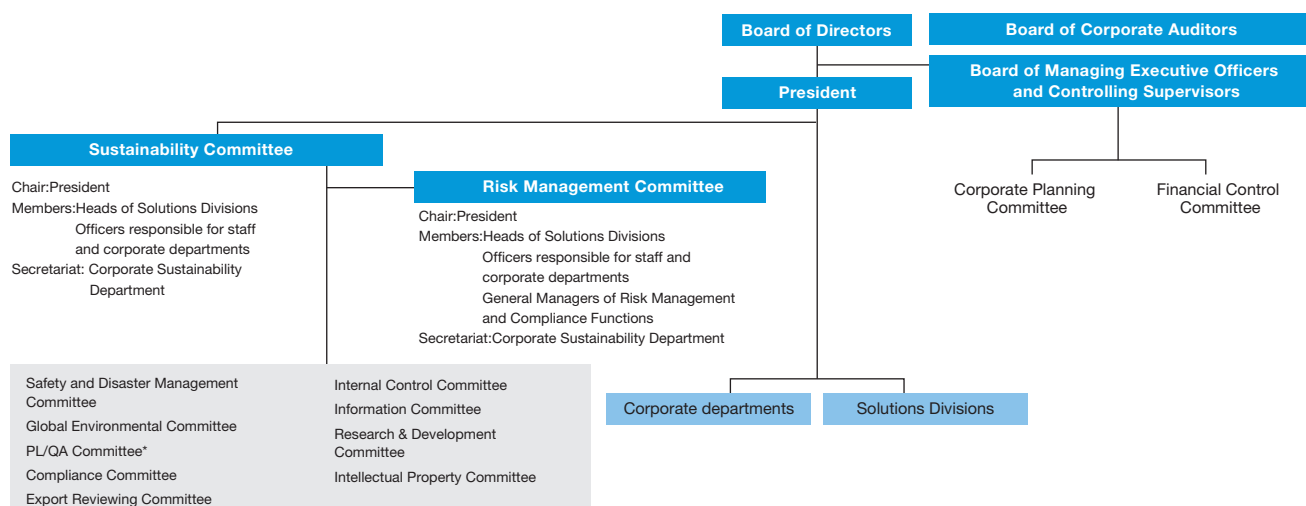 Board of Directors
Board of Corporate Auditors
Board of Managing Executive Officers
and Controlling Supervisors
President
Sustainability Committee
Chair:President
Members:Heads of Solutions Divisions
Officers responsible for staff
and corporate departments
Secretariat: Corporate Sustainability
Department
Risk Management Committee
Chair:President
Members:Heads of Solutions Divisions
Officers responsible for staff and
corporate departments
General Managers of Risk Management
and Compliance Functions
Secretariat:Corporate Sustainability Department
Corporate Planning
Committee
Financial Control
Committee
Safety and Disaster Management
Committee
Global Environmental Committee
PL/QA Committee*
Compliance Committee
Export Reviewing Committee
Internal Control Committee
Information Committee
Research & Development
Committee
Intellectual Property Committee
Corporate departments
Solutions Divisions